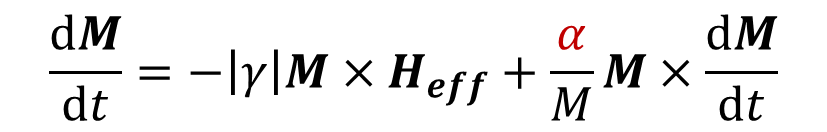 d𝑴/dt = −|γ|𝑴 × 𝑯_eff + α/M 𝑴 × d𝑴/dt